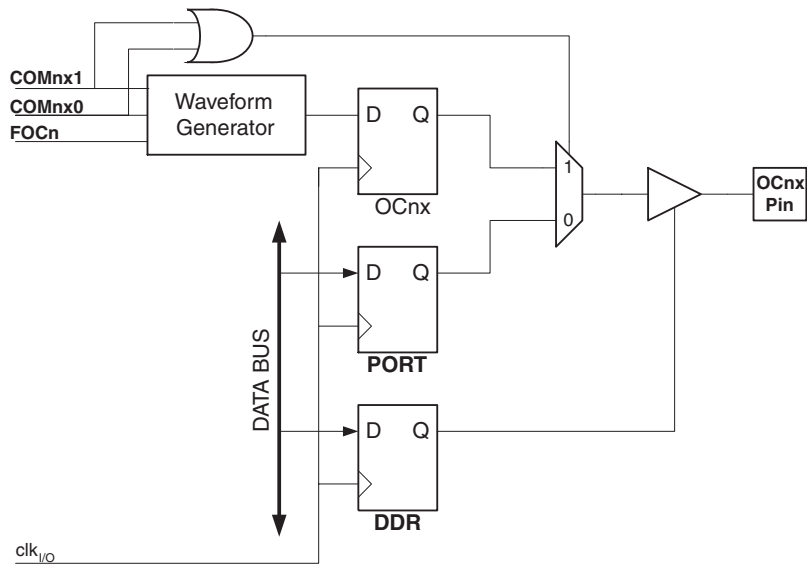 COMnx1
COMnx0
FOCn
Waveform
Generator
D Q
OCnx
1
0
OCnx
Pin
D Q
PORT
DATA BUS
D Q
DDR
clkI/O